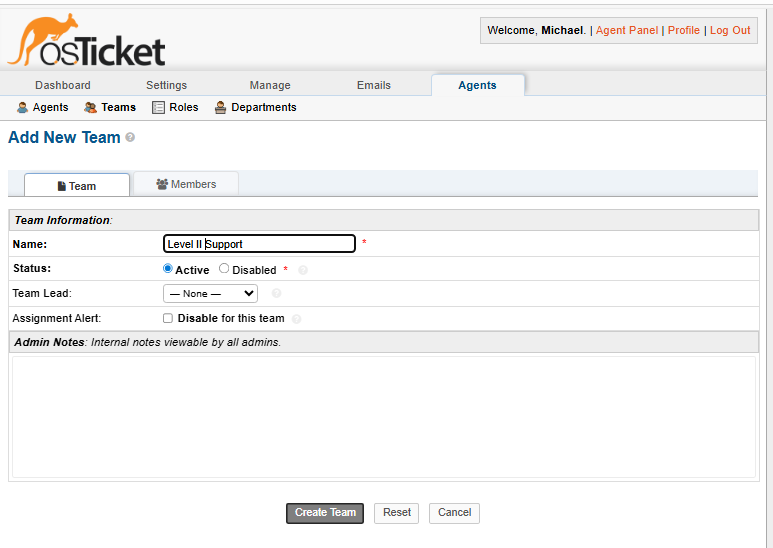 osTicket
Welcome, Michael. | Agent Panel | Profile | Log Out
Dashboard Settings Manage Emails Agents
Agents Teams Roles Departments
Add New Team ?
Team Members
Team Information:
Name: Level II Support *
Status: Active Disabled * ?
Team Lead: — None — ?
Assignment Alert: Disable for this team ?
Admin Notes: Internal notes viewable by all admins.
Create Team Reset Cancel